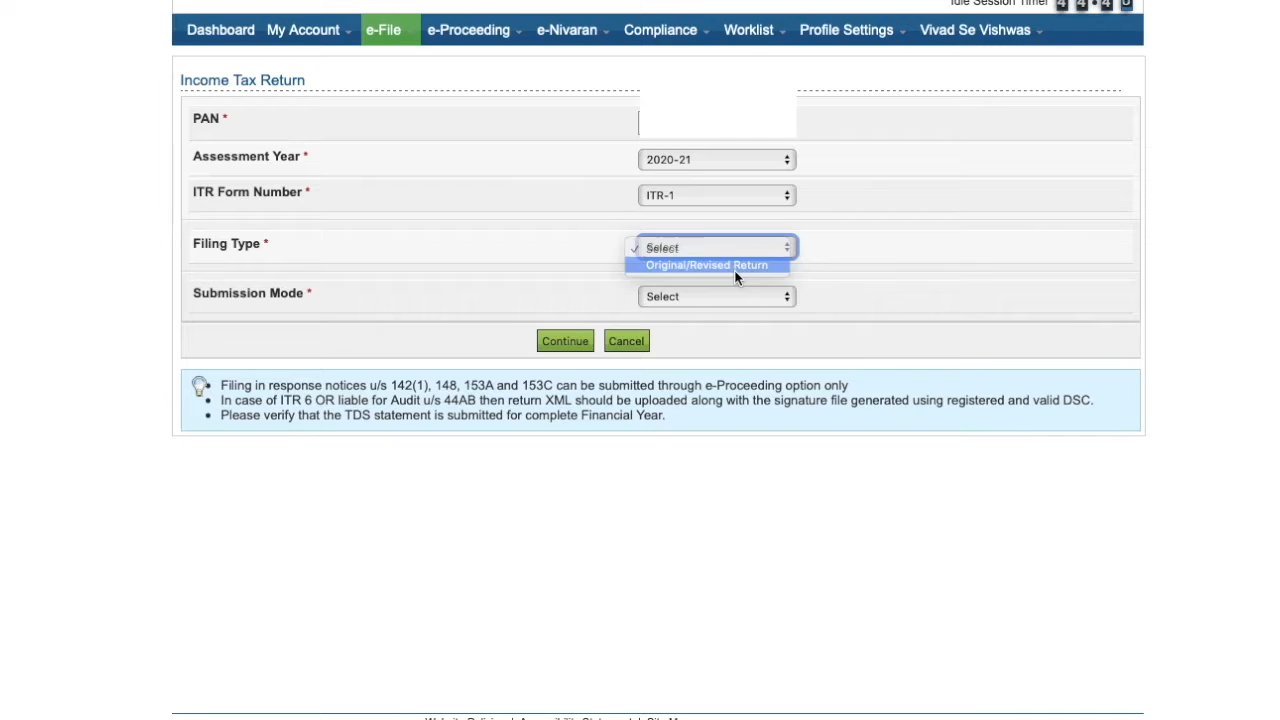 Idle Session Timer 4 4 : 4 0
Dashboard My Account e-File e-Proceeding e-Nivaran Compliance Worklist Profile Settings Vivad Se Vishwas
Income Tax Return
PAN *
Assessment Year * 2020-21
ITR Form Number * ITR-1
Filing Type * ✓ Select
Original/Revised Return
Submission Mode * Select
Continue Cancel
• Filing in response notices u/s 142(1), 148, 153A and 153C can be submitted through e-Proceeding option only
• In case of ITR 6 OR liable for Audit u/s 44AB then return XML should be uploaded along with the signature file generated using registered and valid DSC.
• Please verify that the TDS statement is submitted for complete Financial Year.